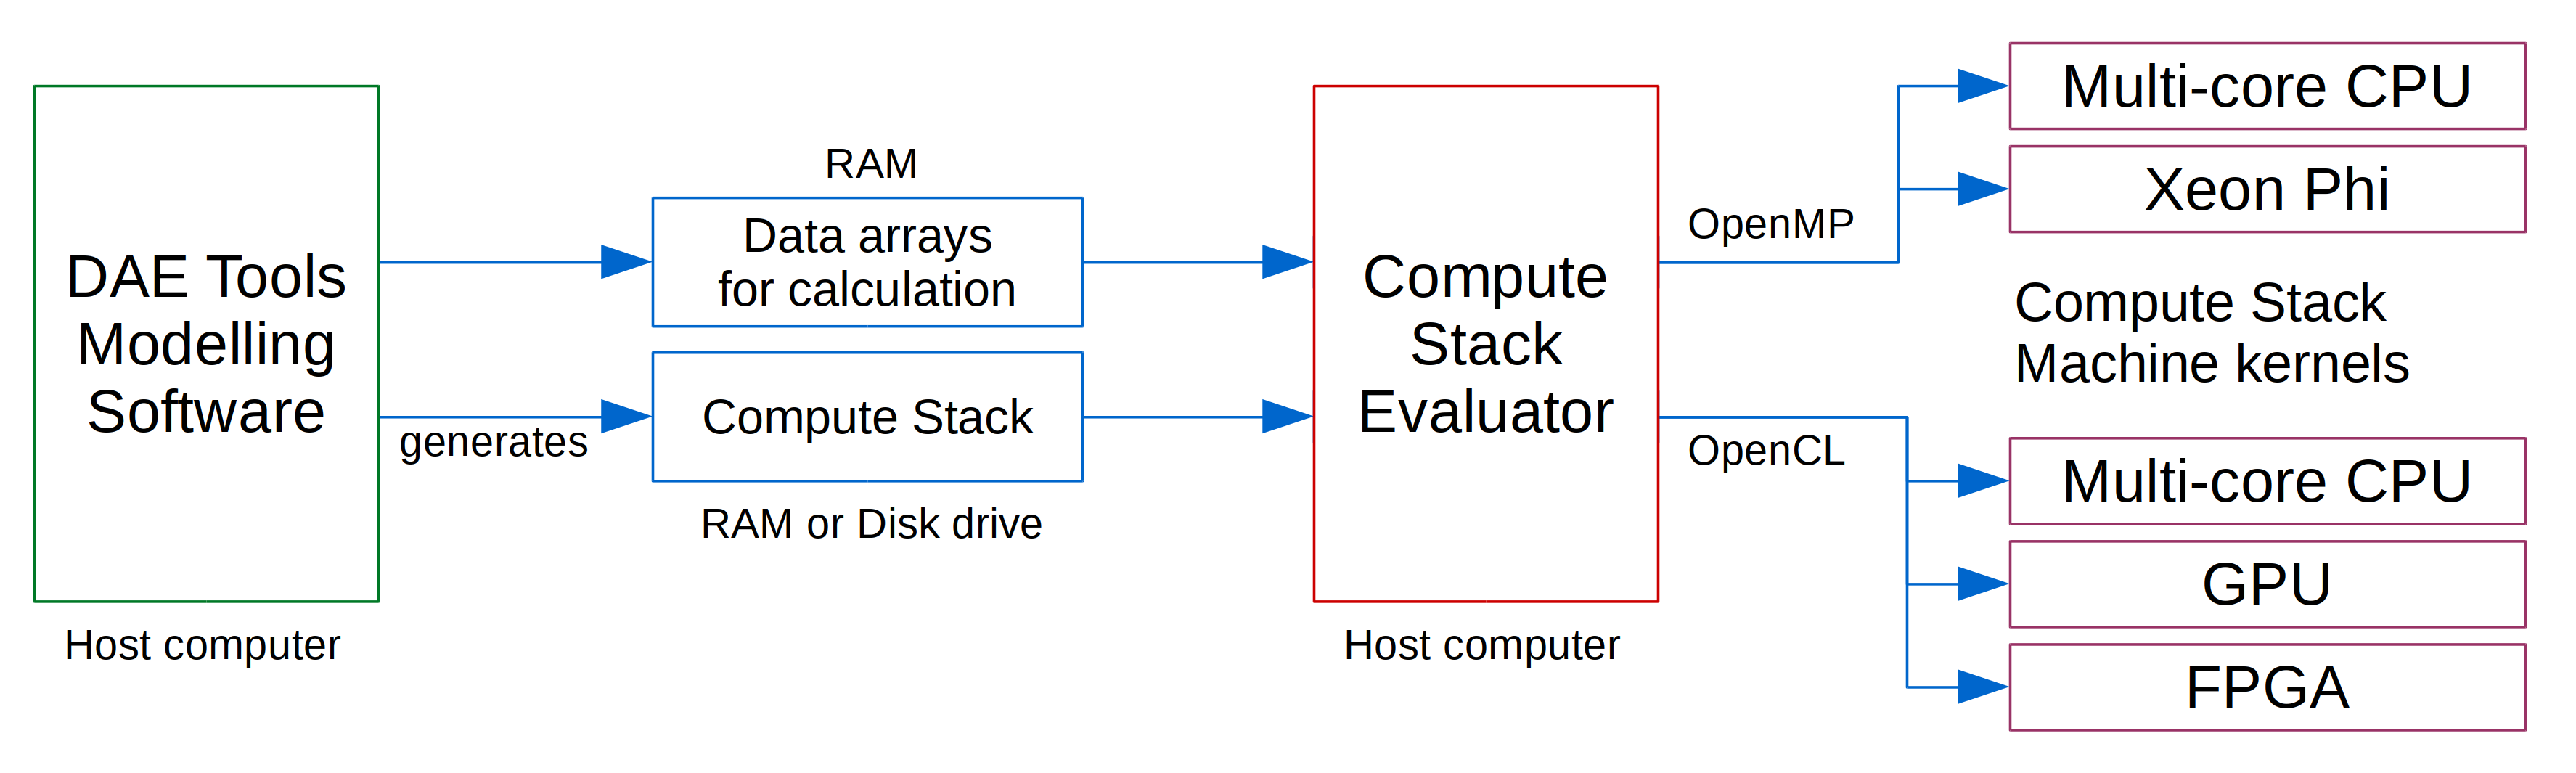 DAE Tools
Modelling
Software
Host computer
generates
RAM
Data arrays
for calculation
Compute Stack
RAM or Disk drive
Compute
Stack
Evaluator
Host computer
OpenMP
OpenCL
Multi-core CPU
Xeon Phi
Compute Stack
Machine kernels
Multi-core CPU
GPU
FPGA